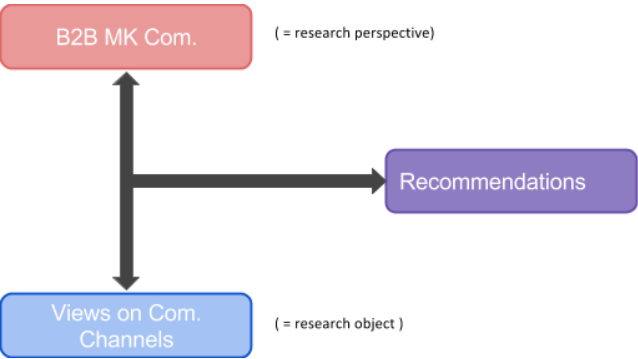 B2B MK Com.
( = research perspective)
Recommendations
Views on Com.
Channels
( = research object )